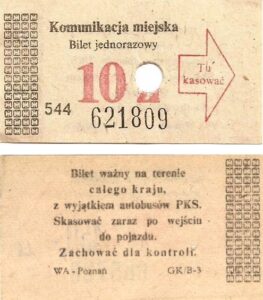 Komunikacja miejska
Bilet jednorazowy
10 z
Tu
kasować
544
621809
Bilet ważny na terenie
całego kraju,
z wyjątkiem autobusów PKS.
Skasować zaraz po wejściu
do pojazdu.
Zachować dla kontroli.
WA - Poznań GK/B-3